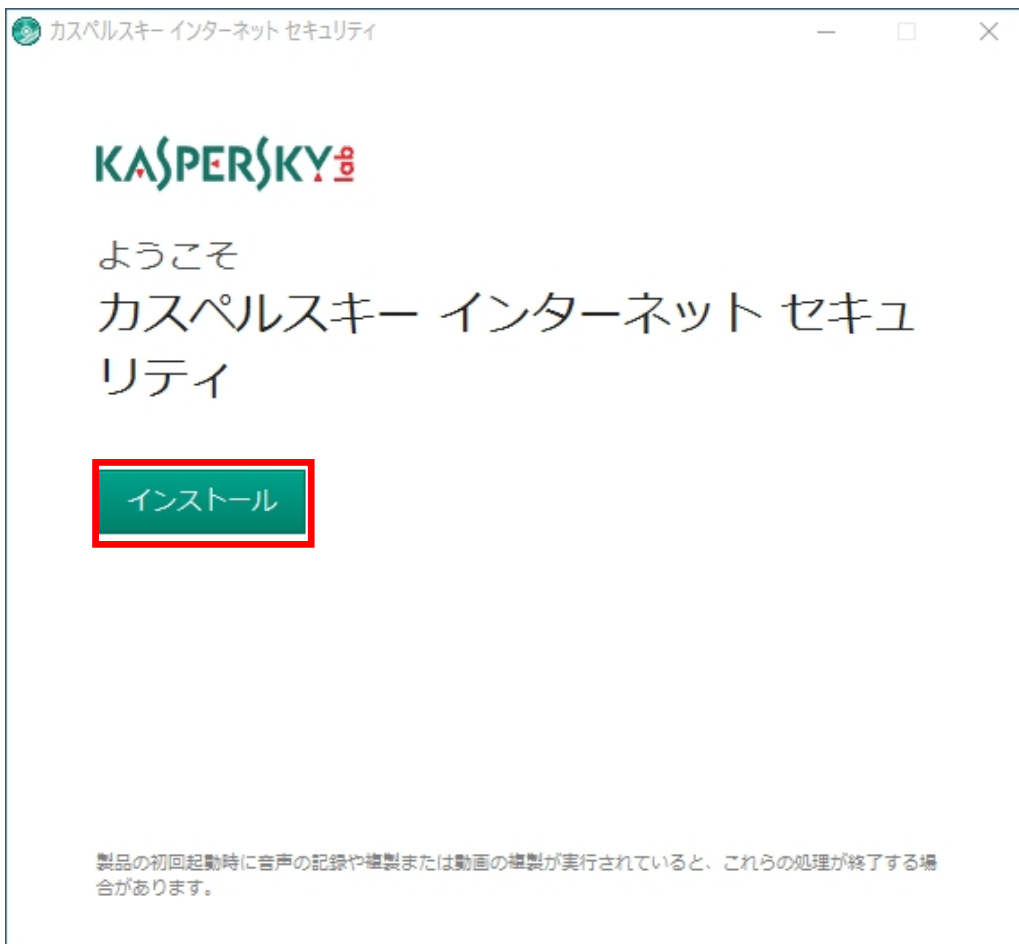 カスペルスキー インターネット セキュリティ
KASPERSKY lab
ようこそ
カスペルスキー インターネット セキュ
リティ
インストール
製品の初回起動時に音声の記録や複製または動画の複製が実行されていると、これらの処理が終了する場
合があります。